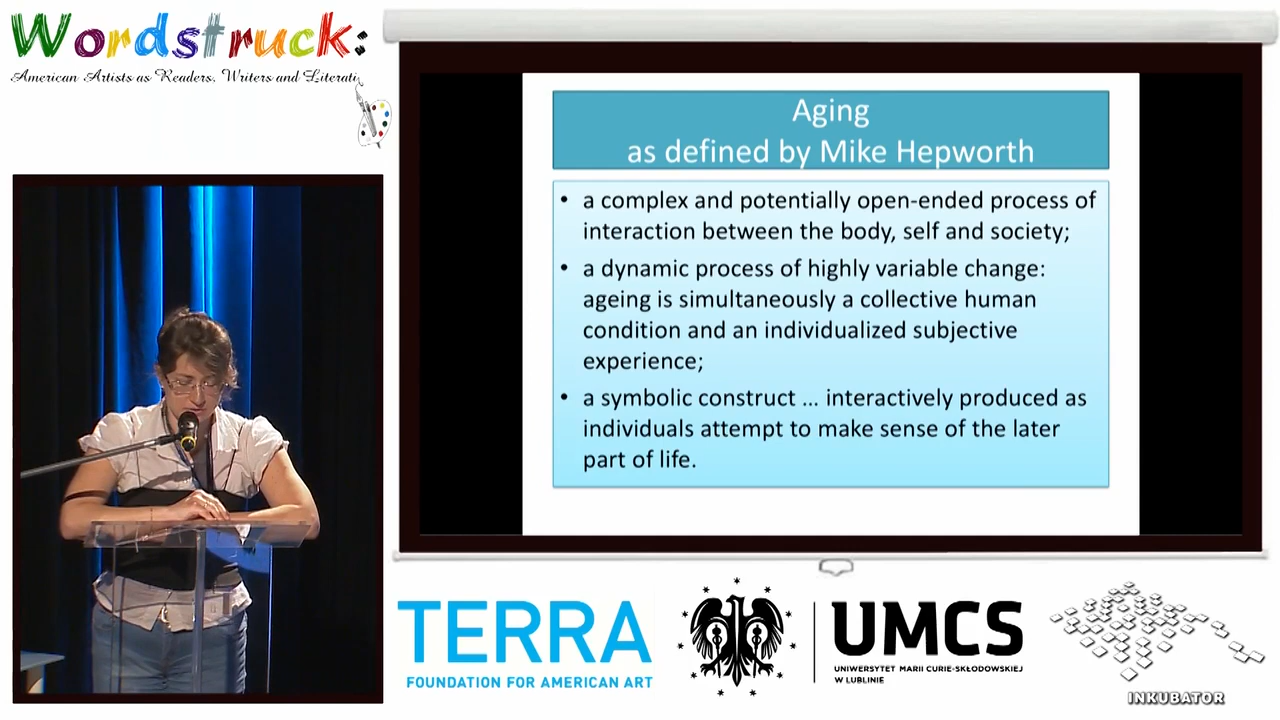 Wordstruck:
American Artists as Readers, Writers and Literati
Aging
as defined by Mike Hepworth
• a complex and potentially open-ended process of
interaction between the body, self and society;
• a dynamic process of highly variable change:
ageing is simultaneously a collective human
condition and an individualized subjective
experience;
• a symbolic construct ... interactively produced as
individuals attempt to make sense of the later
part of life.
TERRA
FOUNDATION FOR AMERICAN ART
UMCS
UNIWERSYTET MARII CURIE-SKŁODOWSKIEJ
W LUBLINIE
INKUBATOR